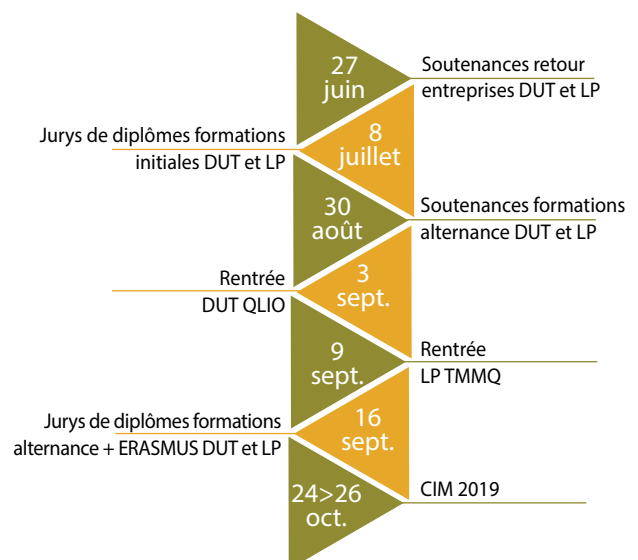 27
juin
Soutenances retour
entreprises DUT et LP
8
juillet
Jurys de diplômes formations
initiales DUT et LP
30
août
Soutenances formations
alternance DUT et LP
3
sept.
Rentrée
DUT QLIO
9
sept.
Rentrée
LP TMMQ
16
sept.
Jurys de diplômes formations
alternance + ERASMUS DUT et LP
24>26
oct.
CIM 2019